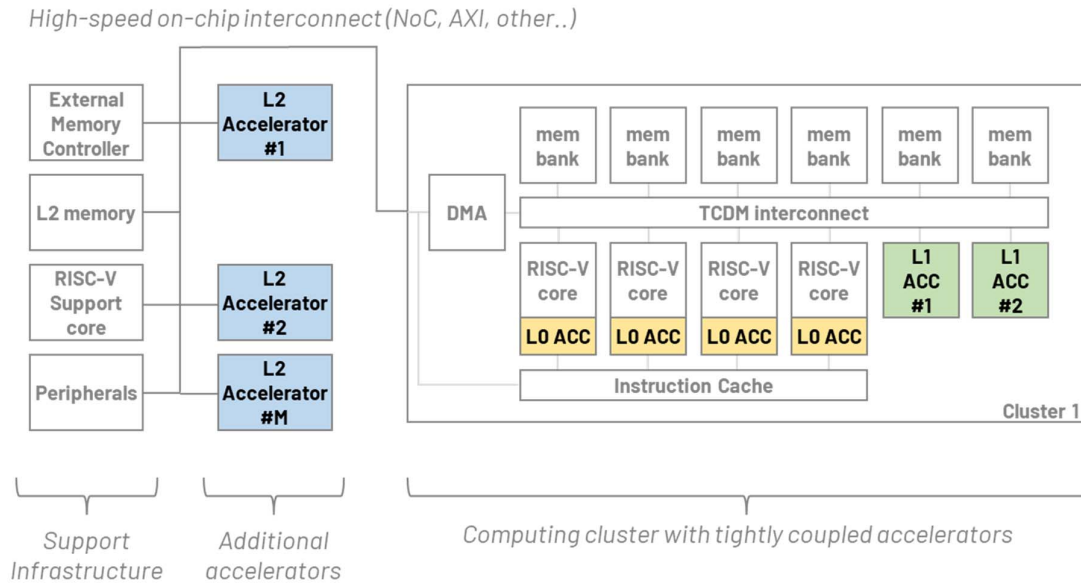 High-speed on-chip interconnect (NoC, AXI, other..)
External
Memory
Controller
L2 memory
RISC-V
Support
core
Peripherals
L2
Accelerator
#1
L2
Accelerator
#2
L2
Accelerator
#M
DMA
mem
bank
mem
bank
mem
bank
mem
bank
mem
bank
mem
bank
TCDM interconnect
RISC-V
core
L0 ACC
RISC-V
core
L0 ACC
RISC-V
core
L0 ACC
RISC-V
core
L0 ACC
L1
ACC
#1
L1
ACC
#2
Instruction Cache
Cluster 1
Support
Infrastructure
Additional
accelerators
Computing cluster with tightly coupled accelerators